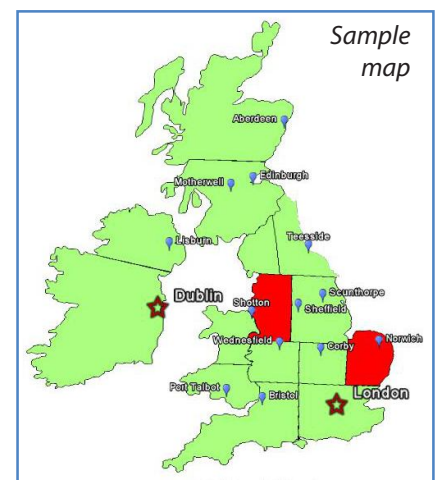 Sample
map
Aberdeen
Edinburgh
Motherwell
Lisburn
Teesside
Dublin
Scunthorpe
Shotton
Sheffield
Wednesfield
Norwich
Corby
Port Talbot
London
Bristol